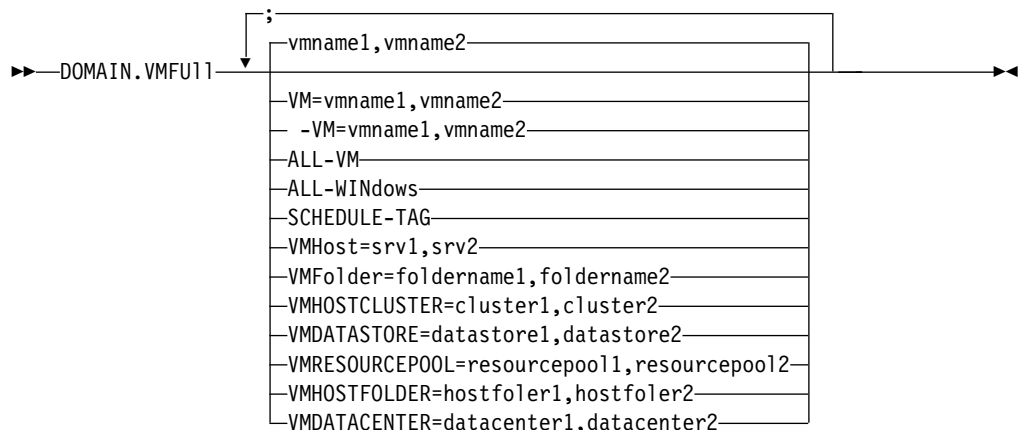 ;
vmname1,vmname2
DOMAIN.VMFUll
VM=vmname1,vmname2
-VM=vmname1,vmname2
ALL-VM
ALL-WINdows
SCHEDULE-TAG
VMHost=srv1,srv2
VMFolder=foldername1,foldername2
VMHOSTCLUSTER=cluster1,cluster2
VMDATASTORE=datastore1,datastore2
VMRESOURCEPOOL=resourcepool1,resourcepool2
VMHOSTFOLDER=hostfoler1,hostfoler2
VMDATACENTER=datacenter1,datacenter2